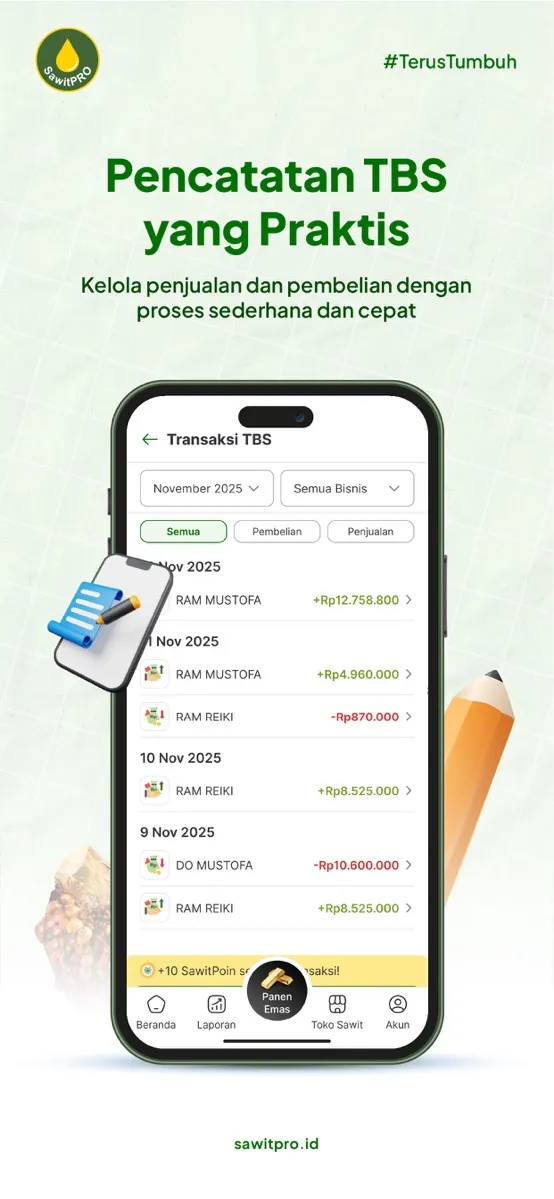 SawitPRO
#TerusTumbuh
Pencatatan TBS
yang Praktis
Kelola penjualan dan pembelian dengan
proses sederhana dan cepat
Transaksi TBS
November 2025
Semua Bisnis
Semua
Pembelian
Penjualan
Nov 2025
RAM MUSTOFA
+Rp12.758.800
1 Nov 2025
RAM MUSTOFA
+Rp4.960.000
RAM REIKI
-Rp870.000
10 Nov 2025
RAM REIKI
+Rp8.525.000
9 Nov 2025
DO MUSTOFA
-Rp10.600.000
RAM REIKI
+Rp8.525.000
+10 SawitPoin
Panen
Emas
Beranda
Laporan
Toko Sawit
Akun
sawitpro.id